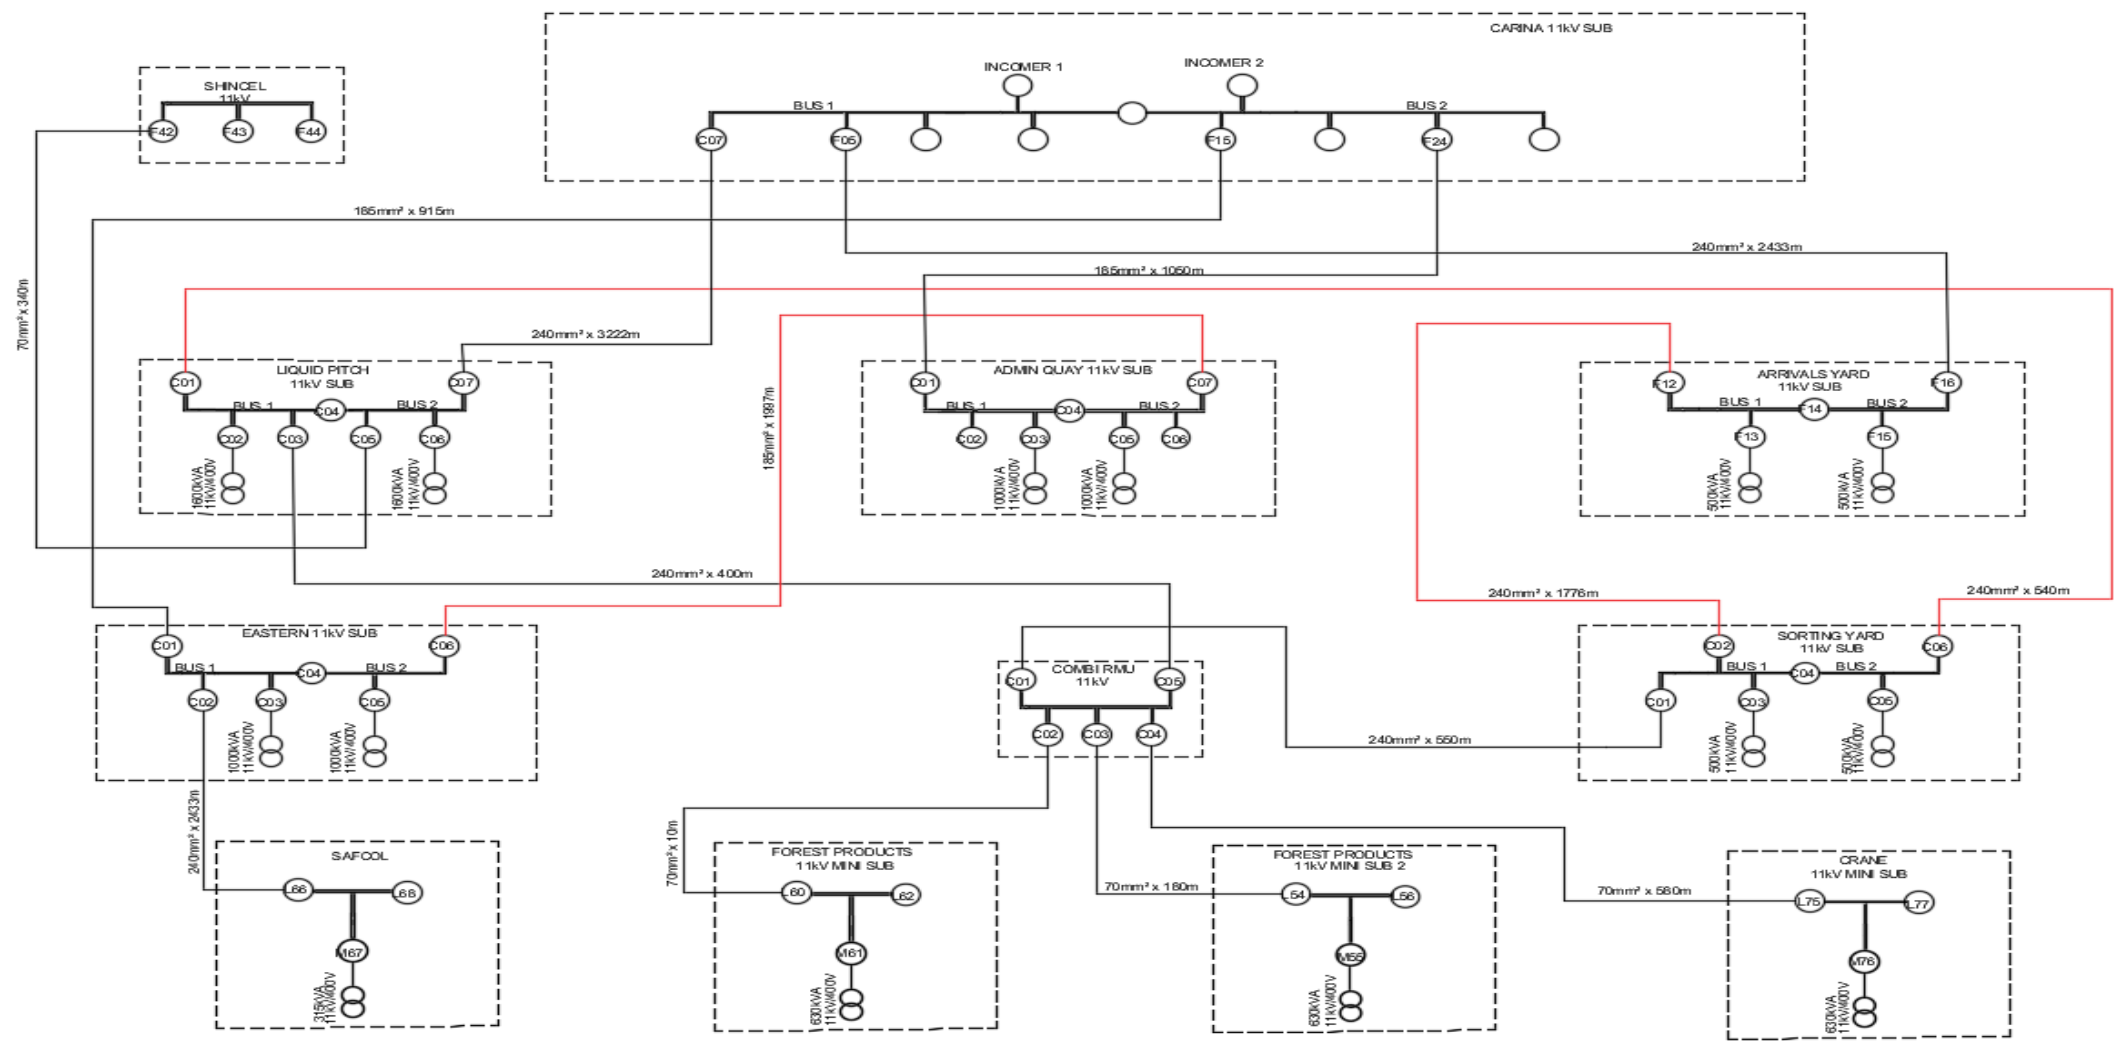 CARINA 11kV SUB
INCOMER 1
INCOMER 2
BUS 1
BUS 2
C07
F05
F15
F24
SHINCEL
11kV
F42
F43
F44
185mm² x 915m
240mm² x 2433m
185mm² x 1050m
70mm² x 340m
240mm² x 3222m
185mm² x 1997m
LIQUID PITCH
11kV SUB
C01
C07
BUS 1
C04
BUS 2
C02
C03
C05
C06
1600kVA
11kV/400V
1600kVA
11kV/400V
ADMIN QUAY 11kV SUB
C01
C07
BUS 1
C04
BUS 2
C02
C03
C05
C06
1000kVA
11kV/400V
1000kVA
11kV/400V
ARRIVALS YARD
11kV SUB
F12
F16
BUS 1
F14
BUS 2
F13
F15
500kVA
11kV/400V
500kVA
11kV/400V
240mm² x 400m
240mm² x 1776m
240mm² x 540m
EASTERN 11kV SUB
C01
C06
BUS 1
C04
BUS 2
C02
C03
C05
1000kVA
11kV/400V
1000kVA
11kV/400V
COMBI RMU
11kV
C01
C05
C02
C03
C04
240mm² x 550m
SORTING YARD
11kV SUB
C02
C06
BUS 1
C04
BUS 2
C01
C03
C05
500kVA
11kV/400V
500kVA
11kV/400V
240mm² x 2433m
SAFCOL
L66
L68
M67
315kVA
11kV/400V
70mm² x 10m
FOREST PRODUCTS
11kV MINI SUB
L60
L62
M61
630kVA
11kV/400V
70mm² x 180m
FOREST PRODUCTS
11kV MINI SUB 2
L54
L56
M55
630kVA
11kV/400V
70mm² x 580m
CRANE
11kV MINI SUB
L75
L77
M76
630kVA
11kV/400V